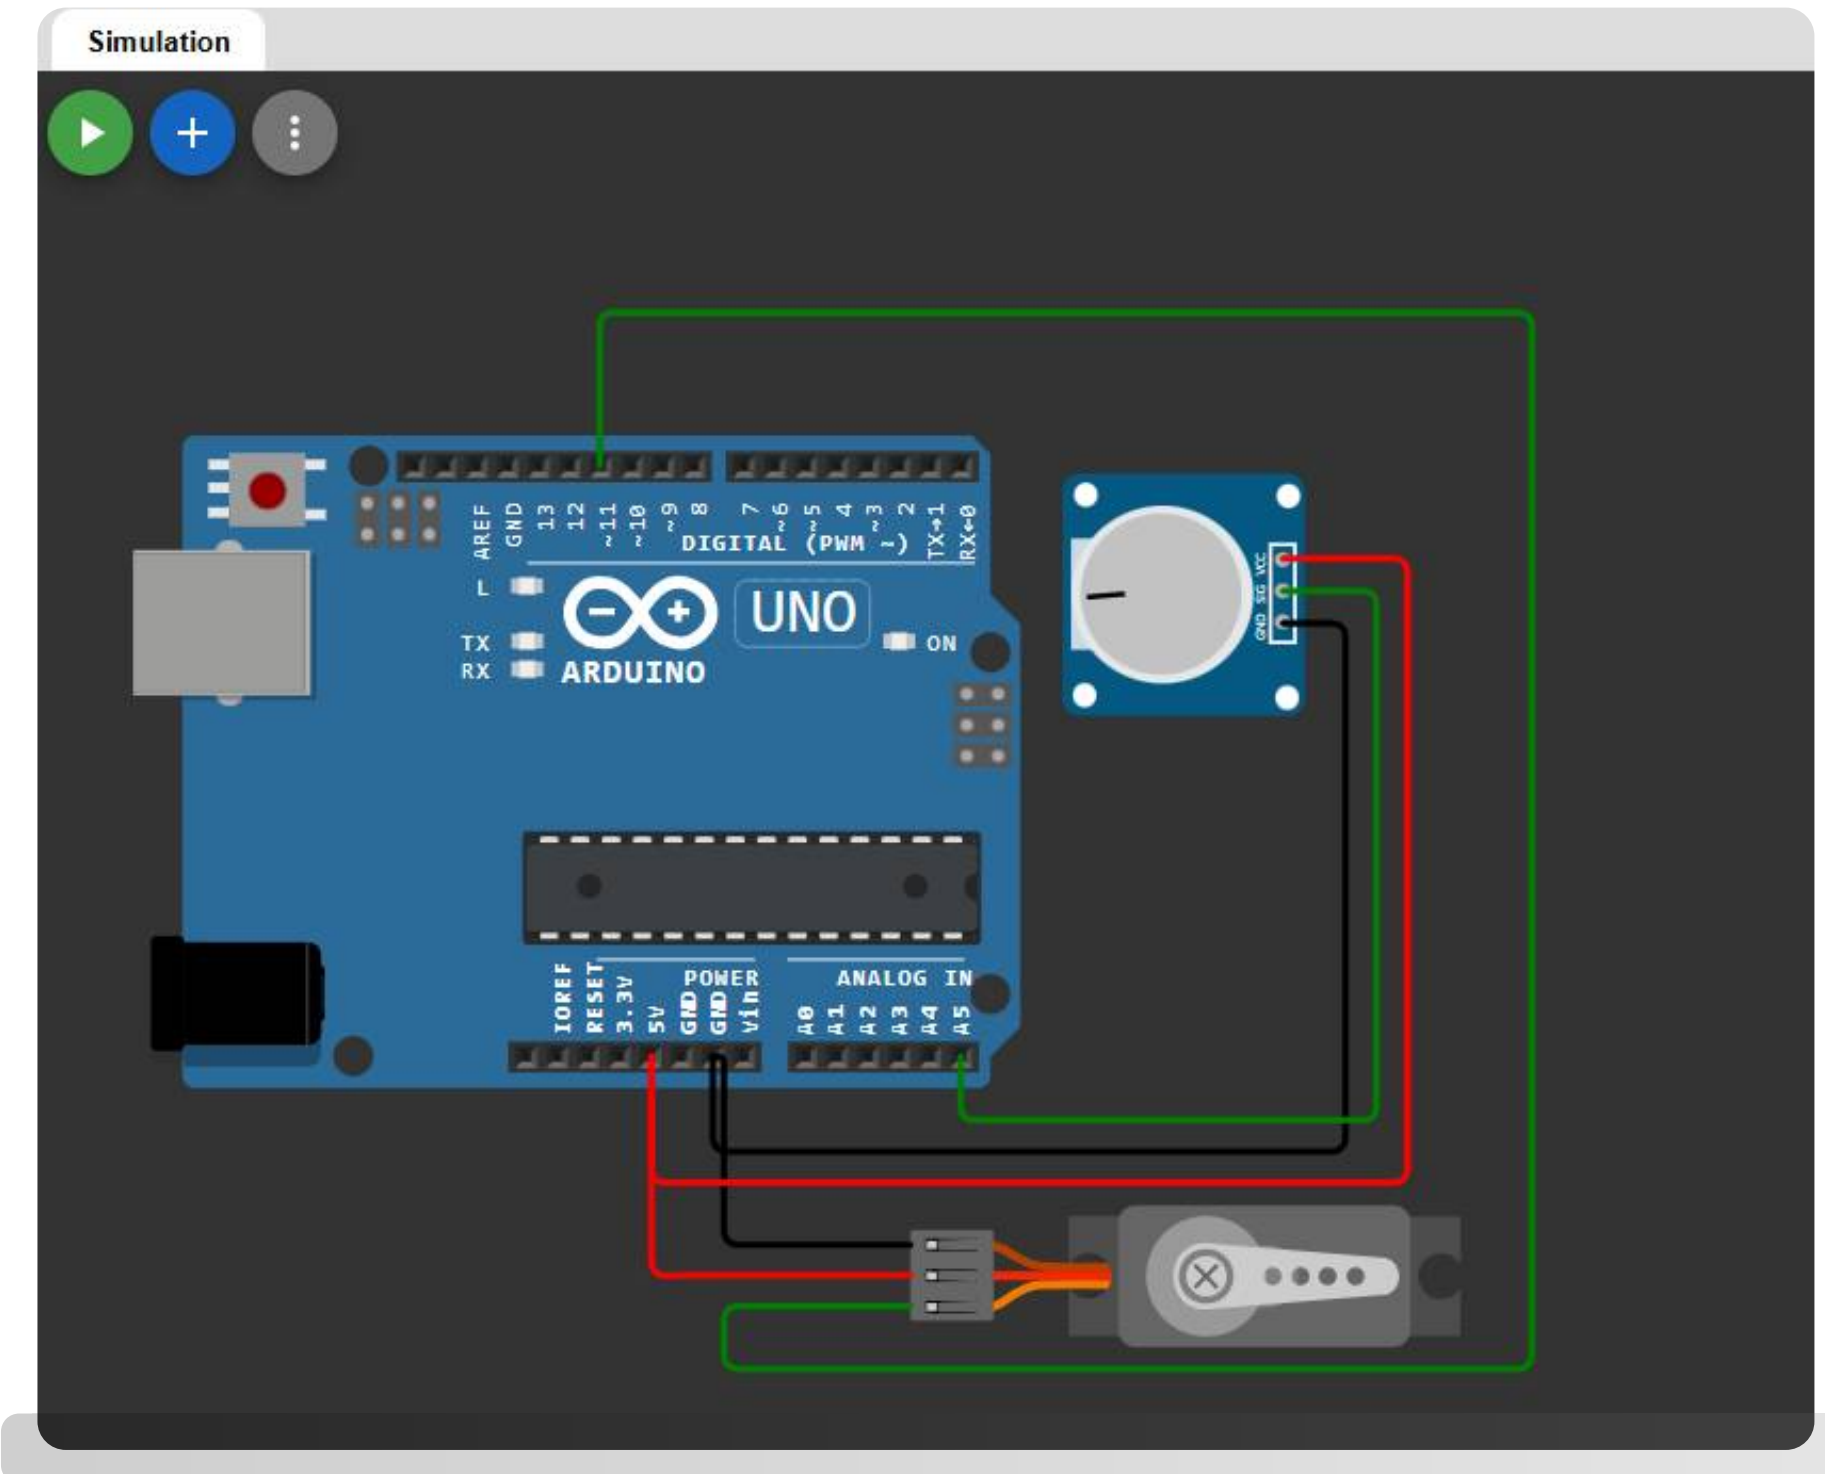 Simulation
AREF
GND
13
12
~11
~10
~9
8
7
~6
~5
4
~3
2
TX→1
RX←0
DIGITAL (PWM ~)
L
TX
RX
UNO
ON
ARDUINO
VCC
SIG
GND
POWER
ANALOG IN
IOREF
RESET
3.3V
5V
GND
GND
Vin
A0
A1
A2
A3
A4
A5